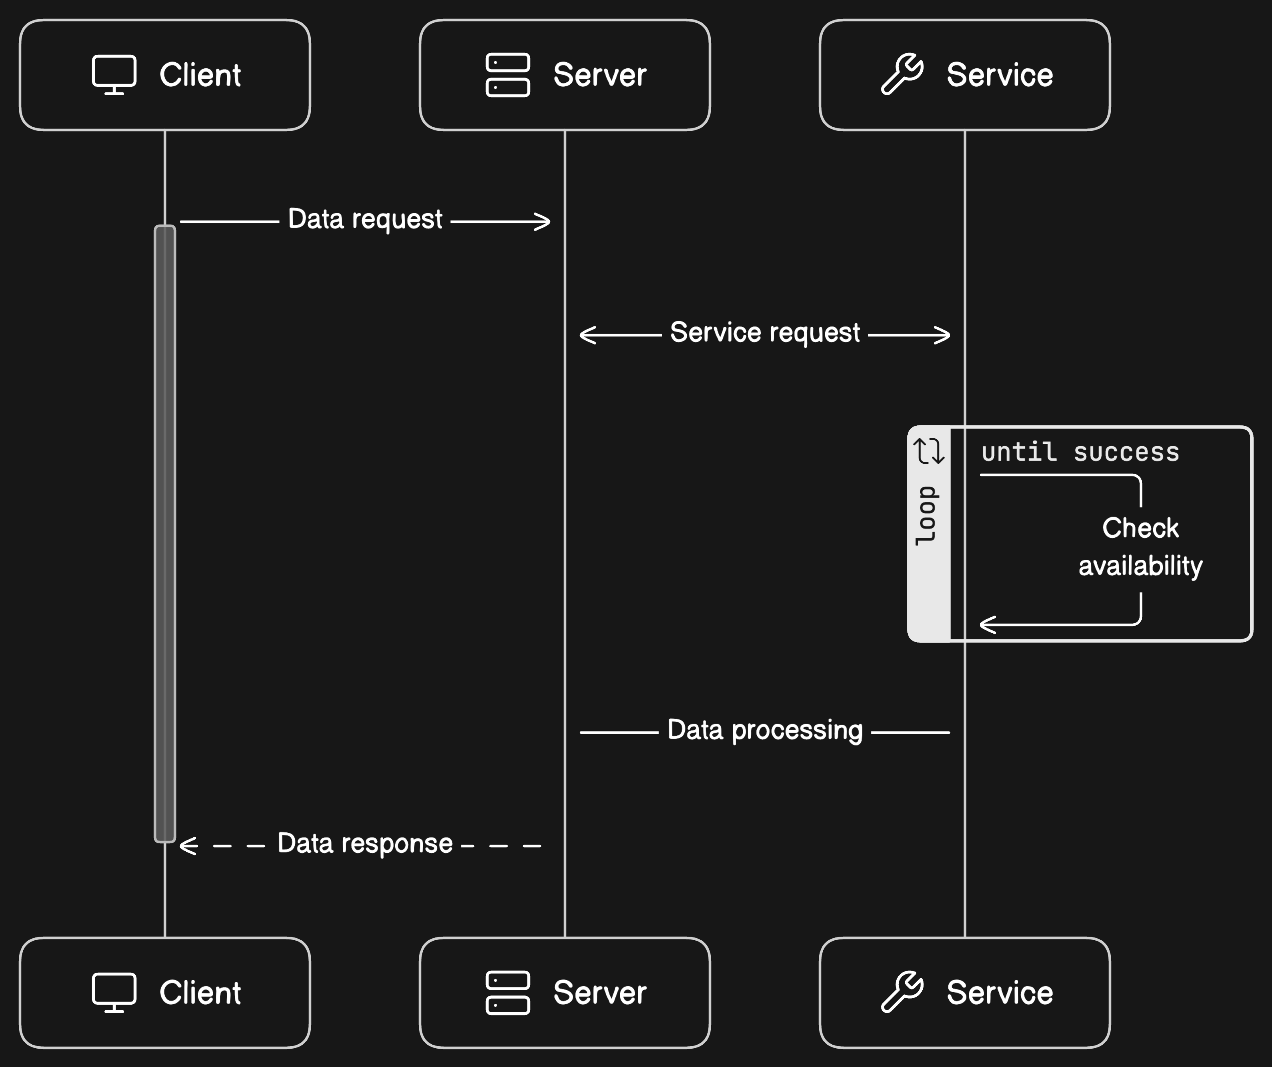 Client
Server
Service
Data request
Service request
loop
until success
Check
availability
Data processing
Data response
Client
Server
Service